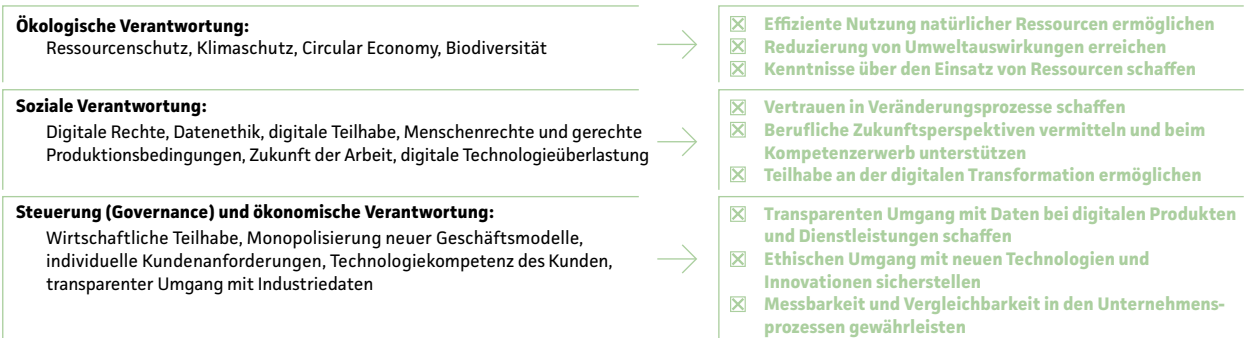 Ökologische Verantwortung:
Ressourcenschutz, Klimaschutz, Circular Economy, Biodiversität
☒ Effiziente Nutzung natürlicher Ressourcen ermöglichen
☒ Reduzierung von Umweltauswirkungen erreichen
☒ Kenntnisse über den Einsatz von Ressourcen schaffen
Soziale Verantwortung:
Digitale Rechte, Datenethik, digitale Teilhabe, Menschenrechte und gerechte
Produktionsbedingungen, Zukunft der Arbeit, digitale Technologieüberlastung
☒ Vertrauen in Veränderungsprozesse schaffen
☒ Berufliche Zukunftsperspektiven vermitteln und beim
Kompetenzerwerb unterstützen
☒ Teilhabe an der digitalen Transformation ermöglichen
Steuerung (Governance) und ökonomische Verantwortung:
Wirtschaftliche Teilhabe, Monopolisierung neuer Geschäftsmodelle,
individuelle Kundenanforderungen, Technologiekompetenz des Kunden,
transparenter Umgang mit Industriedaten
☒ Transparenten Umgang mit Daten bei digitalen Produkten
und Dienstleistungen schaffen
☒ Ethischen Umgang mit neuen Technologien und
Innovationen sicherstellen
☒ Messbarkeit und Vergleichbarkeit in den Unternehmens-
prozessen gewährleisten